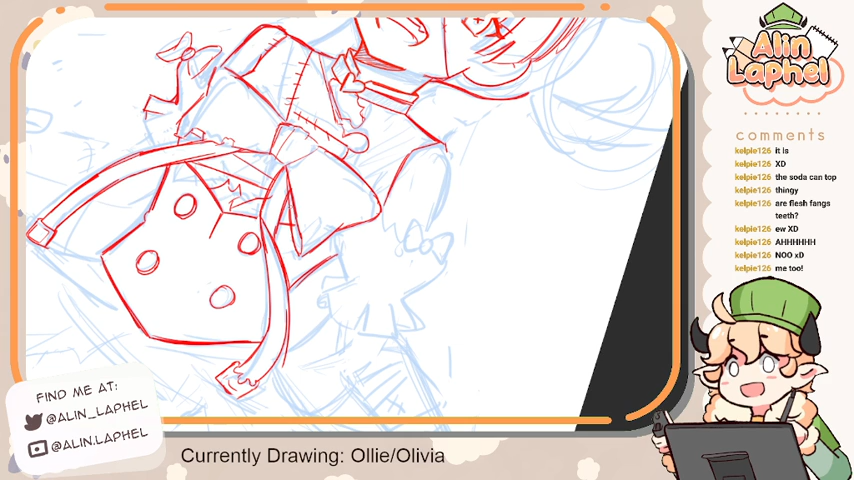 Alin
Laphel
comments
kelpie126 it is
kelpie126 XD
kelpie126 the soda can top
kelpie126 thingy
kelpie126 are flesh fangs
teeth?
kelpie126 ew XD
kelpie126 AHHHHHH
kelpie126 NOO xD
kelpie126 me too!
FIND ME AT:
@ALIN_LAPHEL
@ALIN.LAPHEL
Currently Drawing: Ollie/Olivia